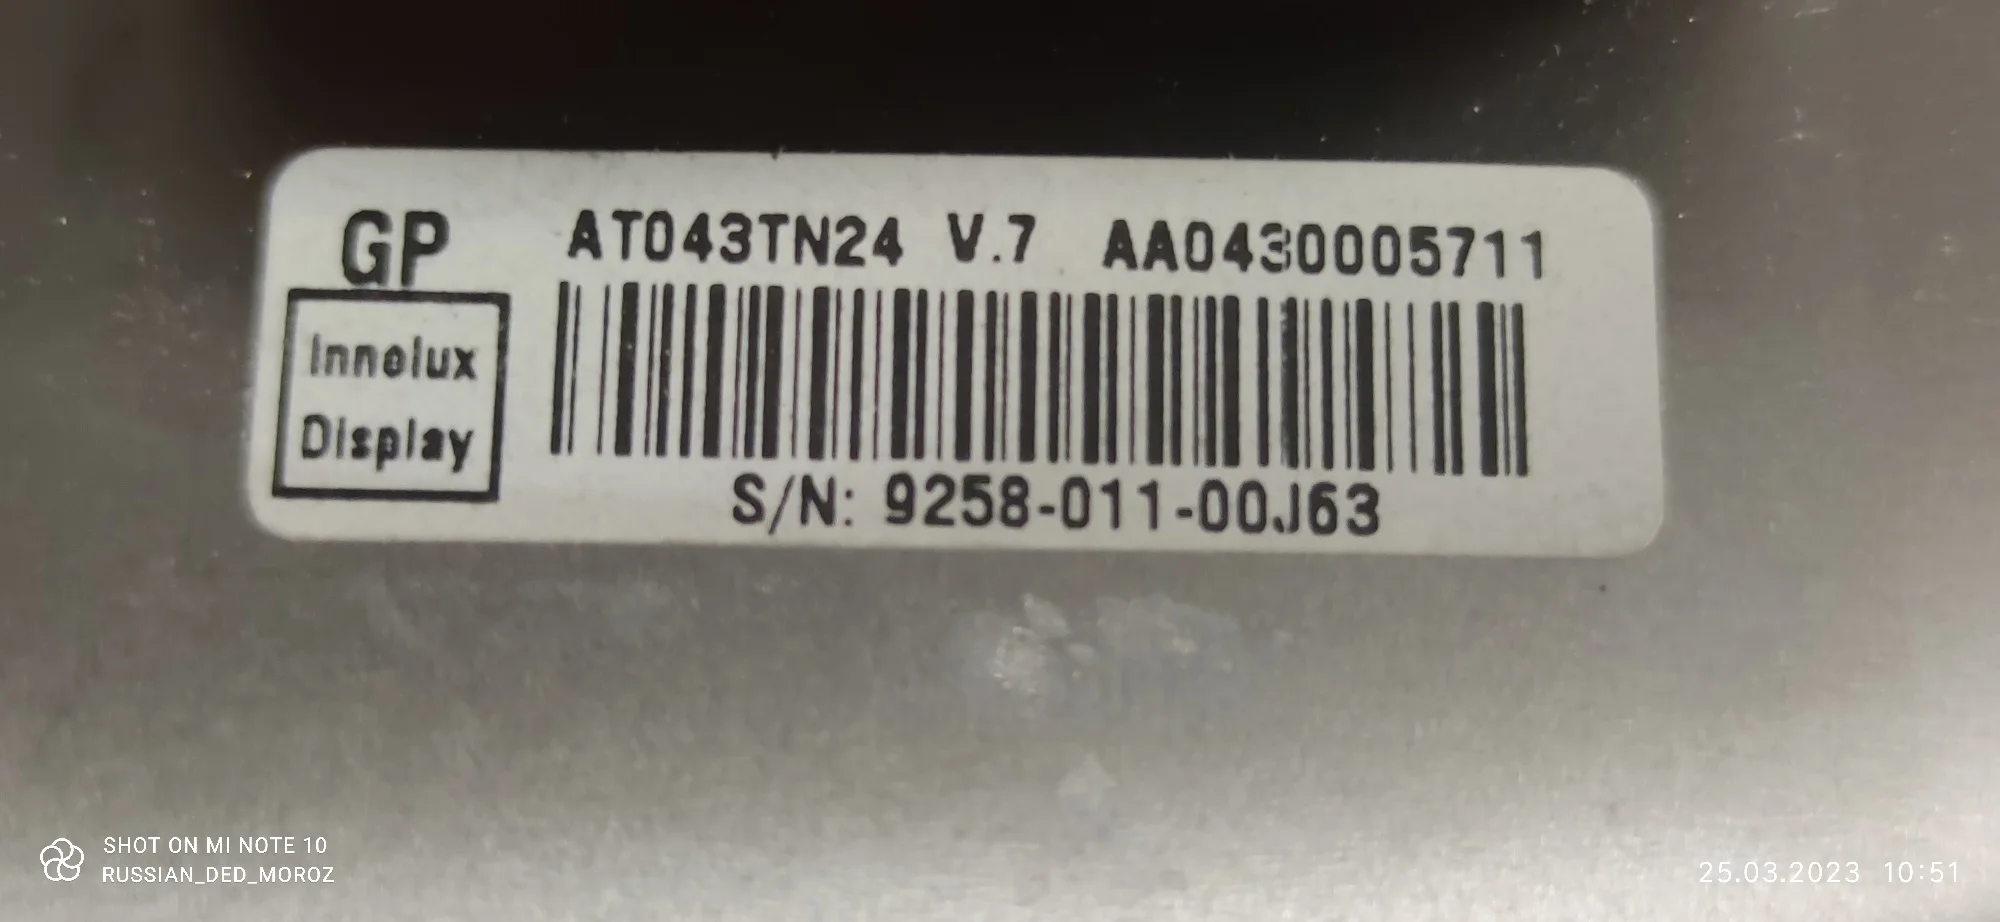 GP
AT043TN24 V.7 AA0430005711
Innolux
Display
S/N: 9258-011-00J63
SHOT ON MI NOTE 10
RUSSIAN_DED_MOROZ
25.03.2023 10:51